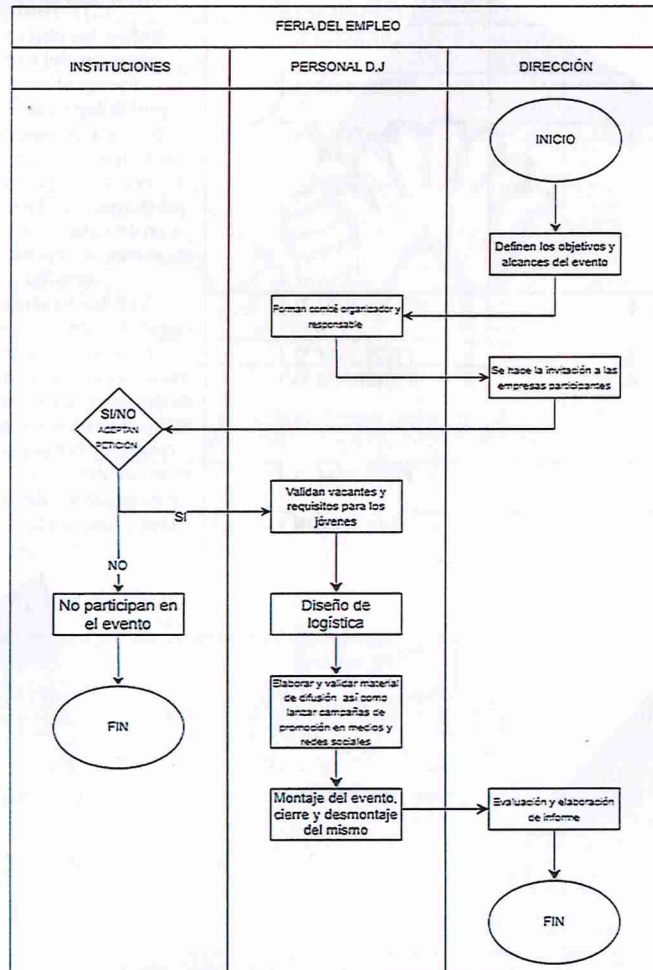 FERIA DEL EMPLEO
INSTITUCIONES
PERSONAL D.J
DIRECCIÓN
INICIO
Definen los objetivos y
alcances del evento
Forman comité organizador y
responsable
Se hace la invitación a las
empresas participantes
SI/NO
ACEPTAN
PETICIÓN
SI
Validan vacantes y
requisitos para los
jóvenes
NO
No participan en
el evento
Diseño de
logística
FIN
Elaborar y validar material
de difusión así como
lanzar campañas de
promoción en medios y
redes sociales
Montaje del evento,
cierre y desmontaje
del mismo
Evaluación y elaboración
de informe
FIN